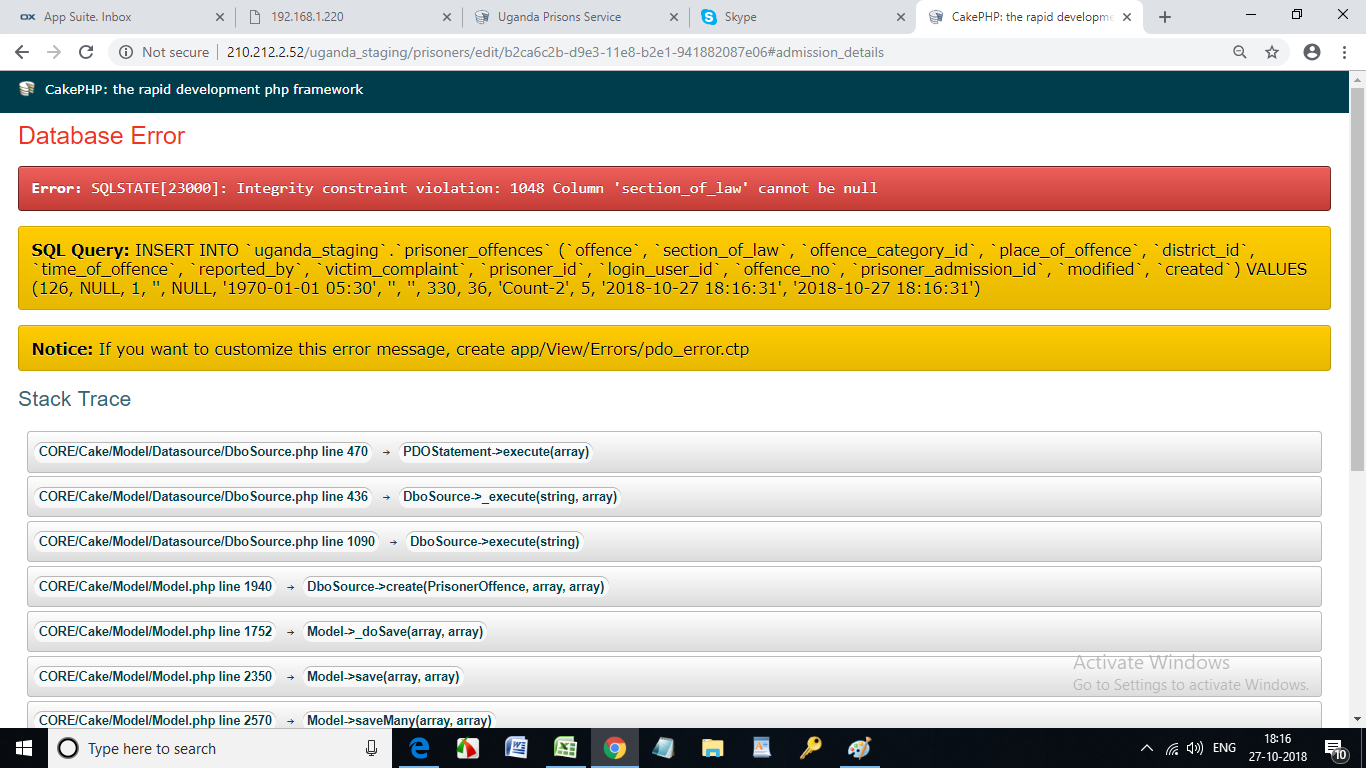 App Suite. Inbox
192.168.1.220
Uganda Prisons Service
Skype
CakePHP: the rapid developme
Not secure 210.212.2.52/uganda_staging/prisoners/edit/b2ca6c2b-d9e3-11e8-b2e1-941882087e06#admission_details
CakePHP: the rapid development php framework
Database Error
Error: SQLSTATE[23000]: Integrity constraint violation: 1048 Column 'section_of_law' cannot be null
SQL Query: INSERT INTO `uganda_staging`.`prisoner_offences` (`offence`, `section_of_law`, `offence_category_id`, `place_of_offence`, `district_id`,
`time_of_offence`, `reported_by`, `victim_complaint`, `prisoner_id`, `login_user_id`, `offence_no`, `prisoner_admission_id`, `modified`, `created`) VALUES
(126, NULL, 1, '', NULL, '1970-01-01 05:30', '', '', 330, 36, 'Count-2', 5, '2018-10-27 18:16:31', '2018-10-27 18:16:31')
Notice: If you want to customize this error message, create app/View/Errors/pdo_error.ctp
Stack Trace
CORE/Cake/Model/Datasource/DboSource.php line 470 → PDOStatement->execute(array)
CORE/Cake/Model/Datasource/DboSource.php line 436 → DboSource->_execute(string, array)
CORE/Cake/Model/Datasource/DboSource.php line 1090 → DboSource->execute(string)
CORE/Cake/Model/Model.php line 1940 → DboSource->create(PrisonerOffence, array, array)
CORE/Cake/Model/Model.php line 1752 → Model->_doSave(array, array)
CORE/Cake/Model/Model.php line 2350 → Model->save(array, array)
CORE/Cake/Model/Model.php line 2570 → Model->saveMany(array, array)
Activate Windows
Go to Settings to activate Windows.
Type here to search
ENG
18:16
27-10-2018
10